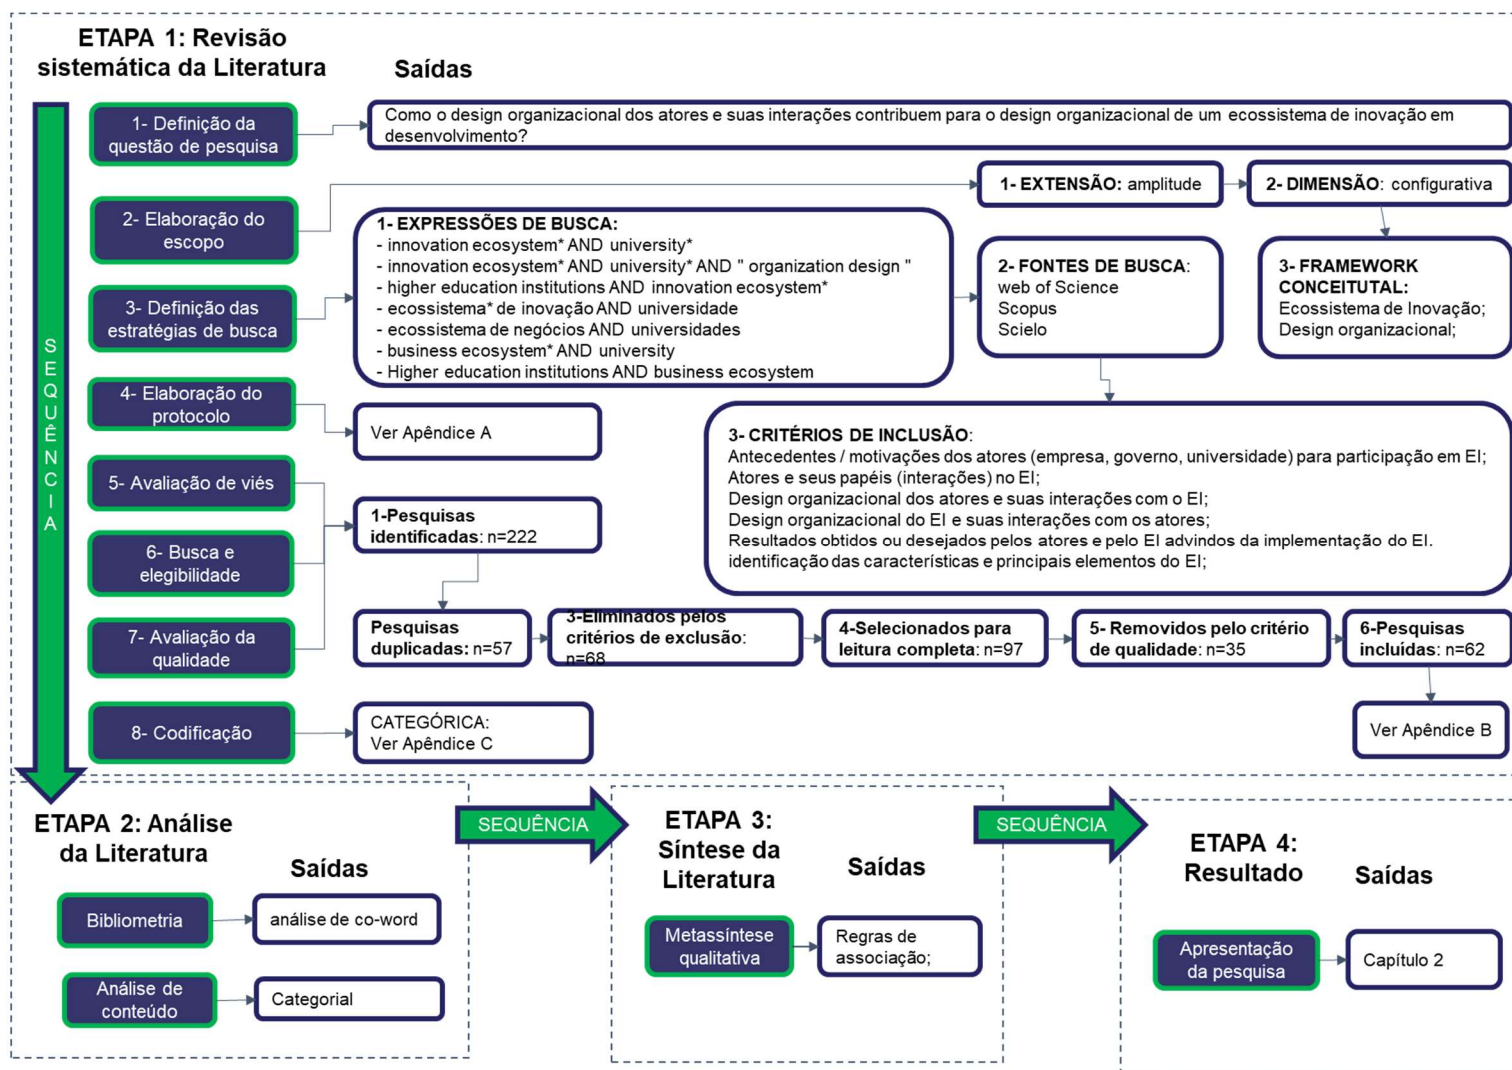 ETAPA 1: Revisão
sistemática da Literatura
Saídas
SEQUÊNCIA
1- Definição da
questão de pesquisa
Como o design organizacional dos atores e suas interações contribuem para o design organizacional de um ecossistema de inovação em
desenvolvimento?
2- Elaboração do
escopo
1- EXTENSÃO: amplitude
2- DIMENSÃO: configurativa
3- FRAMEWORK
CONCEITUTAL:
Ecossistema de Inovação;
Design organizacional;
3- Definição das
estratégias de busca
1- EXPRESSÕES DE BUSCA:
- innovation ecosystem* AND university*
- innovation ecosystem* AND university* AND " organization design "
- higher education institutions AND innovation ecosystem*
- ecossistema* de inovação AND universidade
- ecossistema de negócios AND universidades
- business ecosystem* AND university
- Higher education institutions AND business ecosystem
2- FONTES DE BUSCA:
web of Science
Scopus
Scielo
3- CRITÉRIOS DE INCLUSÃO:
Antecedentes / motivações dos atores (empresa, governo, universidade) para participação em EI;
Atores e seus papéis (interações) no EI;
Design organizacional dos atores e suas interações com o EI;
Design organizacional do EI e suas interações com os atores;
Resultados obtidos ou desejados pelos atores e pelo EI advindos da implementação do EI.
identificação das características e principais elementos do EI;
4- Elaboração do
protocolo
Ver Apêndice A
5- Avaliação de viés
6- Busca e
elegibilidade
7- Avaliação da
qualidade
1-Pesquisas
identificadas: n=222
Pesquisas
duplicadas: n=57
3-Eliminados pelos
critérios de exclusão:
n=68
4-Selecionados para
leitura completa: n=97
5- Removidos pelo critério
de qualidade: n=35
6-Pesquisas
incluídas: n=62
Ver Apêndice B
8- Codificação
CATEGÓRICA:
Ver Apêndice C
ETAPA 2: Análise
da Literatura
Saídas
Bibliometria
análise de co-word
Análise de
conteúdo
Categorial
SEQUÊNCIA
ETAPA 3:
Síntese da
Literatura
Saídas
Metassíntese
qualitativa
Regras de
associação;
SEQUÊNCIA
ETAPA 4:
Resultado
Saídas
Apresentação
da pesquisa
Capítulo 2